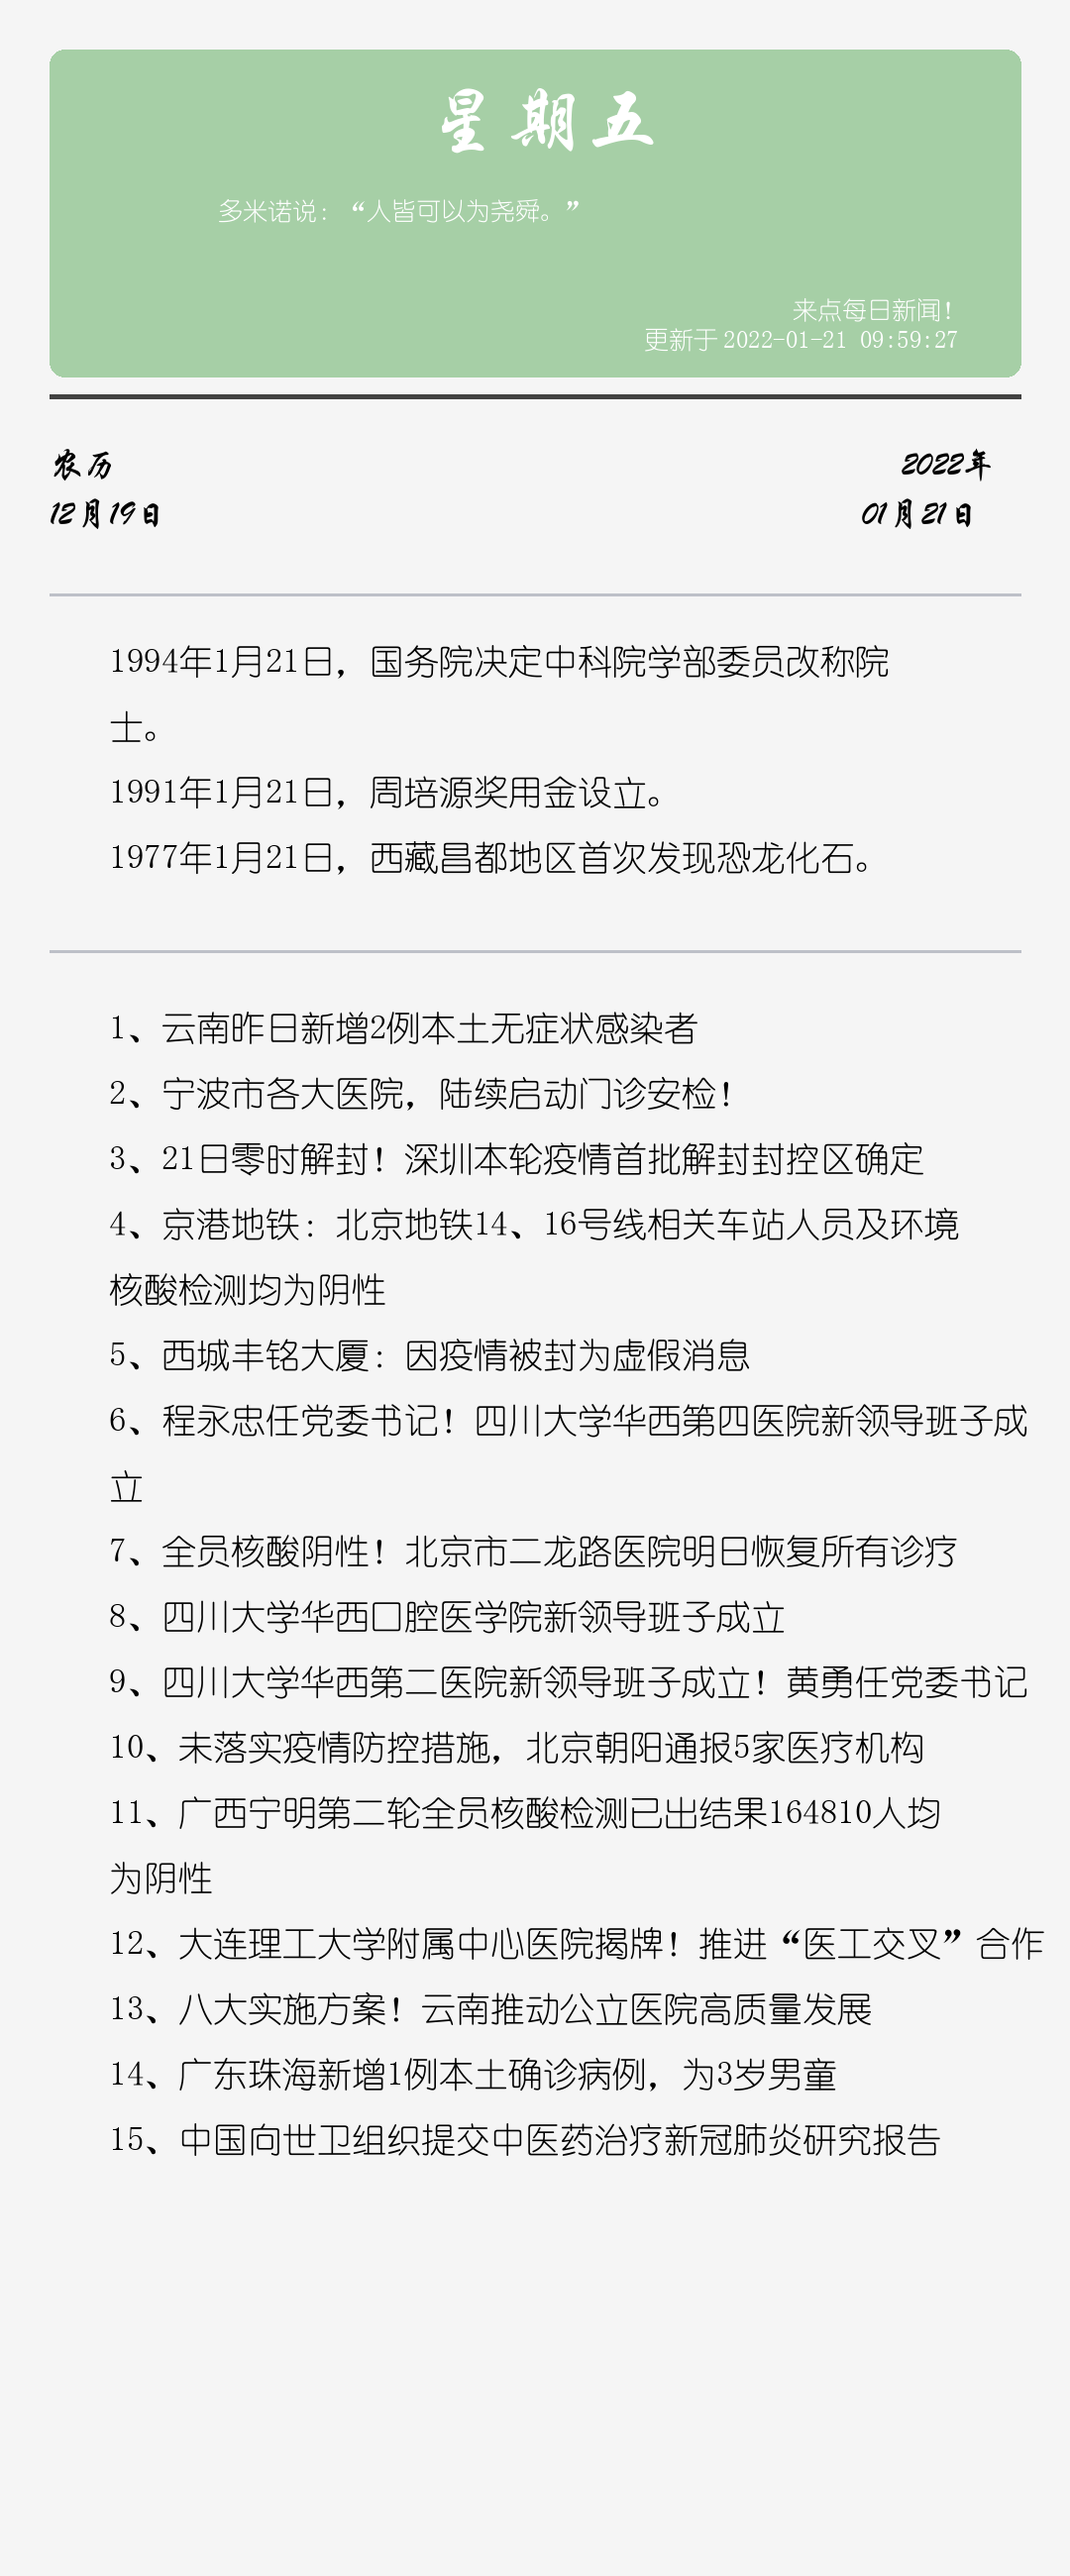 星期五
多米诺说：“人皆可以为尧舜。”
来点每日新闻！
更新于2022-01-21 09:59:27
农历
2022年
12月19日
01月21日
1994年1月21日，国务院决定中科院学部委员改称院
士。
1991年1月21日，周培源奖用金设立。
1977年1月21日，西藏昌都地区首次发现恐龙化石。
1、云南昨日新增2例本土无症状感染者
2、宁波市各大医院，陆续启动门诊安检！
3、21日零时解封！深圳本轮疫情首批解封封控区确定
4、京港地铁：北京地铁14、16号线相关车站人员及环境
核酸检测均为阴性
5、西城丰铭大厦：因疫情被封为虚假消息
6、程永忠任党委书记！四川大学华西第四医院新领导班子成
立
7、全员核酸阴性！北京市二龙路医院明日恢复所有诊疗
8、四川大学华西口腔医学院新领导班子成立
9、四川大学华西第二医院新领导班子成立！黄勇任党委书记
10、未落实疫情防控措施，北京朝阳通报5家医疗机构
11、广西宁明第二轮全员核酸检测已出结果164810人均
为阴性
12、大连理工大学附属中心医院揭牌！推进“医工交叉”合作
13、八大实施方案！云南推动公立医院高质量发展
14、广东珠海新增1例本土确诊病例，为3岁男童
15、中国向世卫组织提交中医药治疗新冠肺炎研究报告